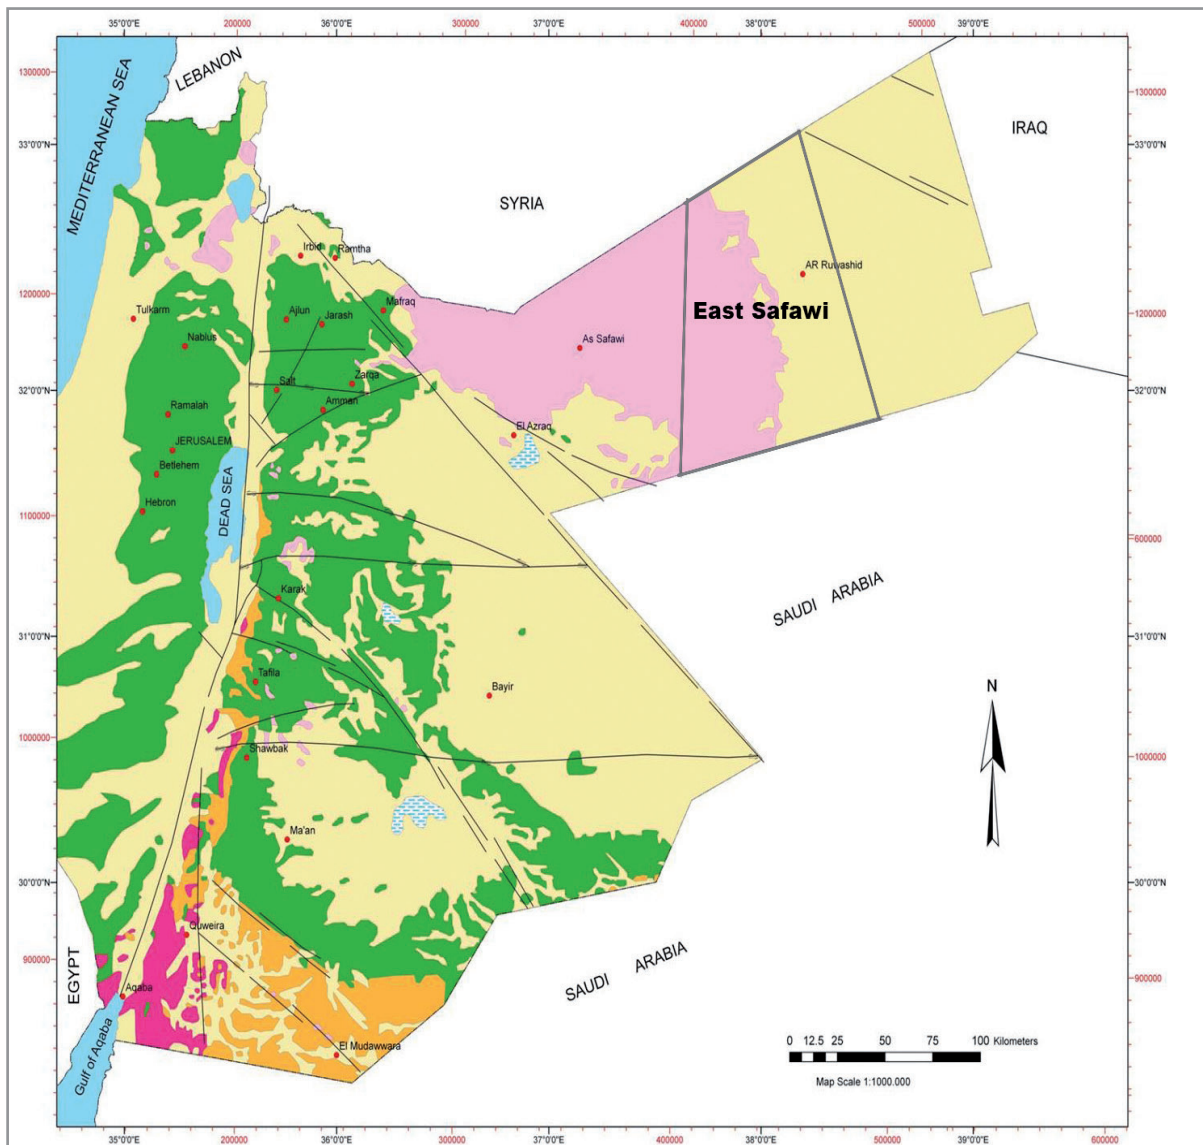 35°0'0"E 200000 36°0'0"E 300000 37°0'0"E 400000 38°0'0"E 500000 39°0'0"E
LEBANON
MEDITERRANEAN SEA
1300000
1300000
IRAQ
33°0'0"N
33°0'0"N
SYRIA
Irbid
Ramtha
AR Ruwashid
1200000
1200000
Tulkarm
Ajlun
Jarash
Mafraq
East Safawi
Nablus
As Safawi
Salt
Zarqa
32°0'0"N
32°0'0"N
Ramalah
Amman
El Azraq
JERUSALEM
Betlehem
DEAD SEA
Hebron
1100000
600000
Karak
SAUDI ARABIA
31°0'0"N
31°0'0"N
Tafila
Bayir
N
1000000
1000000
Shawbak
Ma'an
30°0'0"N
30°0'0"N
Quweira
EGYPT
SAUDI ARABIA
900000
900000
Aqaba
Gulf of Aqaba
El Mudawwara
0 12.5 25 50 75 100 Kilometers
Map Scale 1:1000.000
35°0'0"E 200000 36°0'0"E 300000 37°0'0"E 400000 38°0'0"E 500000 39°0'0"E 600000